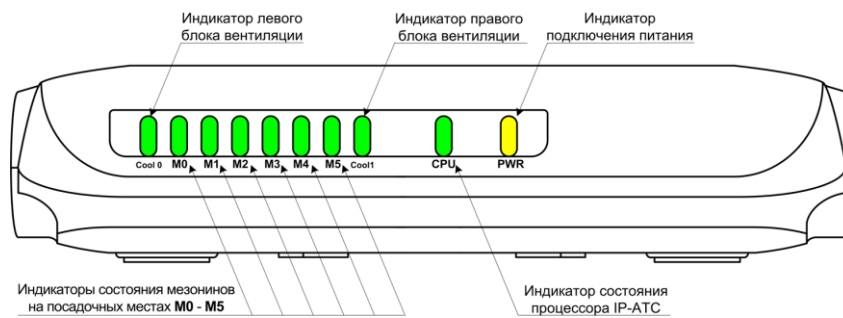 Индикатор левого
блока вентиляции
Индикатор правого
блока вентиляции
Индикатор
подключения питания
Cool 0 M0 M1 M2 M3 M4 M5 Cool1 CPU PWR
Индикаторы состояния мезонинов
на посадочных местах M0 - M5
Индикатор состояния
процессора IP-АТС